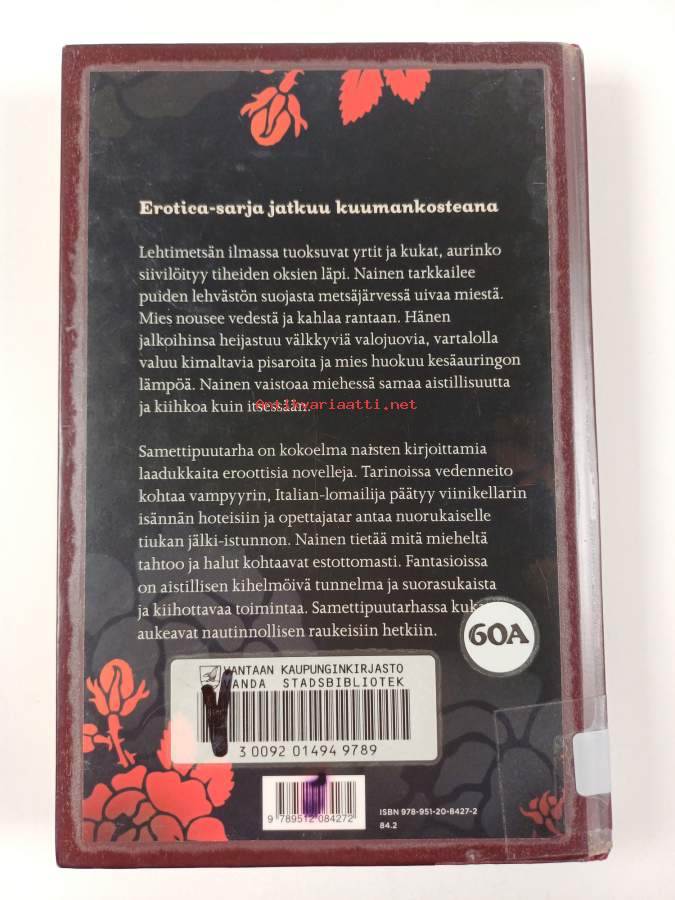 Erotica-sarja jatkuu kuumankosteana
Lehtimetsän ilmassa tuoksuvat yrtit ja kukat, aurinko
siivilöityy tiheiden oksien läpi. Nainen tarkkailee
puiden lehvästön suojasta metsäjärvessä uivaa miestä.
Mies nousee vedestä ja kahlaa rantaan. Hänen
jalkoihinsa heijastuu välkkyviä valojuovia, vartalolla
valuu kimaltavia pisaroita ja mies huokuu kesäauringon
lämpöä. Nainen vaistoaa miehessä samaa aistillisuutta
ja kiihkoa kuin itsessään.
Antikvariaatti.net
Samettipuutarha on kokoelma naisten kirjoittamia
laadukkaita eroottisia novelleja. Tarinoissa vedenneito
kohtaa vampyyrin, Italian-lomailija päätyy viinikellarin
isännän hoteisiin ja opettajatar antaa nuorukaiselle
tiukan jälki-istunnon. Nainen tietää mitä mieheltä
tahtoo ja halut kohtaavat estottomasti. Fantasioissa
on aistillisen kihelmöivä tunnelma ja suorasukaista
ja kiihottavaa toimintaa. Samettipuutarhassa
aukeavat nautinnollisen raukeisiin hetkiin.
60A
VANTAAN KAUPUNGINKIRJASTO
VANDA STADSBIBLIOTEK
3 0092 01494 9789
9 789512 084272
ISBN 978-951-20-8427-2
84.2